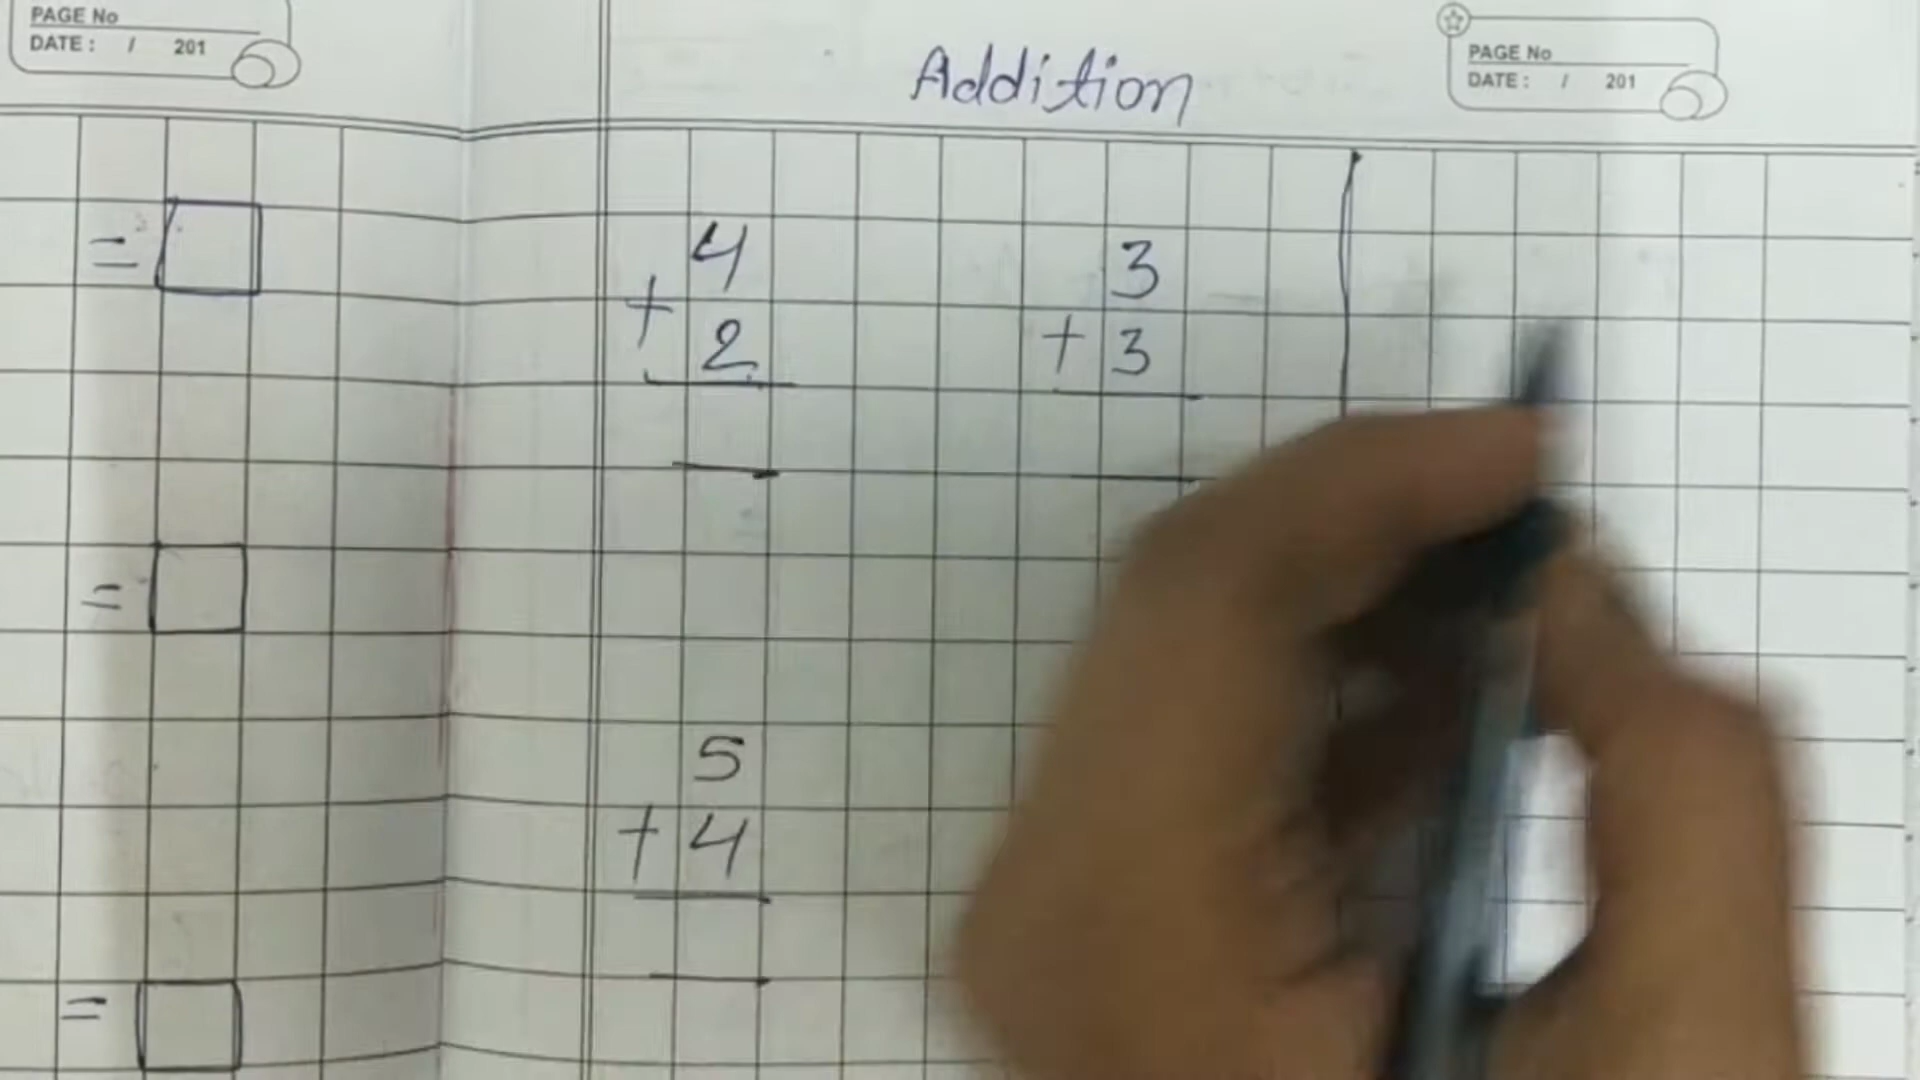 PAGE No
DATE : / 201
Addition
PAGE No
DATE : / 201
=
4
+ 2
3
+ 3
=
5
+ 4
=